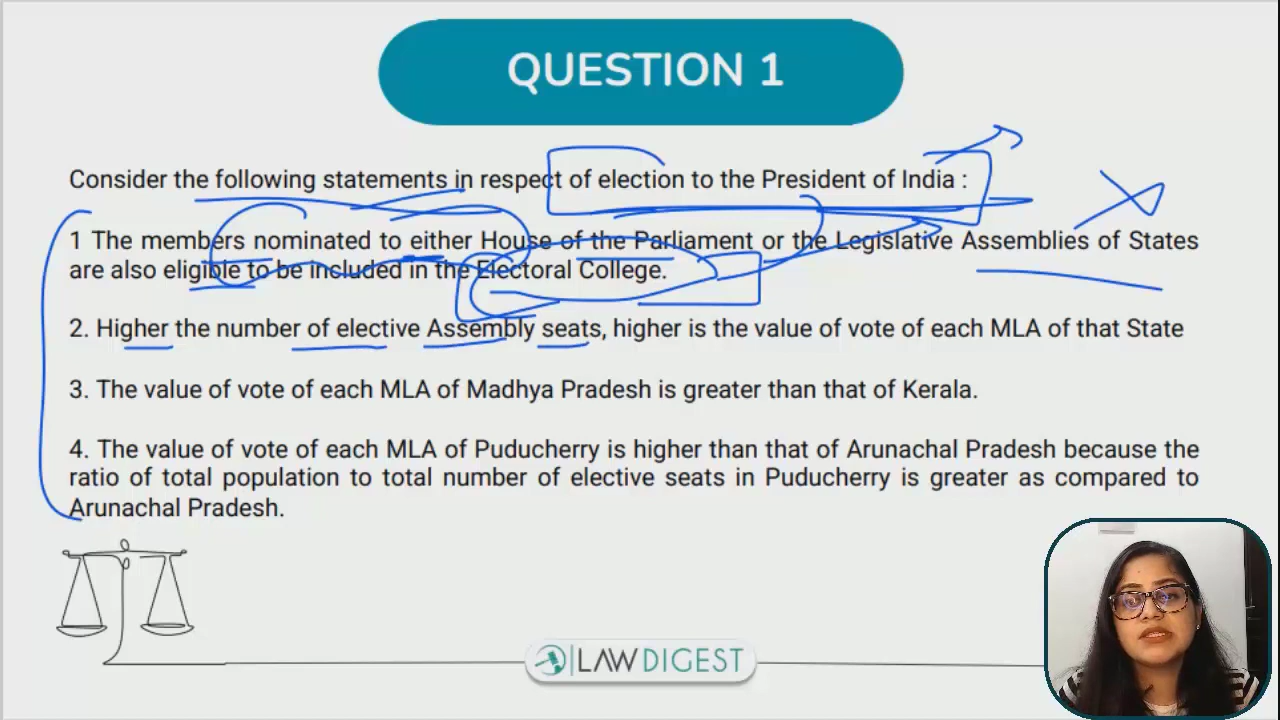 QUESTION 1
Consider the following statements in respect of election to the President of India :
1 The members nominated to either House of the Parliament or the Legislative Assemblies of States
are also eligible to be included in the Electoral College.
2. Higher the number of elective Assembly seats, higher is the value of vote of each MLA of that State
3. The value of vote of each MLA of Madhya Pradesh is greater than that of Kerala.
4. The value of vote of each MLA of Puducherry is higher than that of Arunachal Pradesh because the
ratio of total population to total number of elective seats in Puducherry is greater as compared to
Arunachal Pradesh.
LAWDIGEST